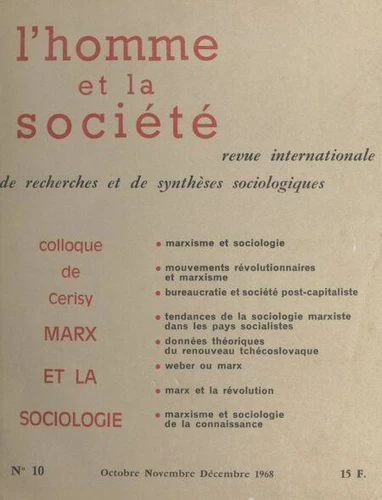 l'homme
et la
société
revue internationale
de recherches et de synthèses sociologiques
colloque
de
Cerisy
MARX
ET LA
SOCIOLOGIE
• marxisme et sociologie
• mouvements révolutionnaires
et marxisme
• bureaucratie et société post-capitaliste
• tendances de la sociologie marxiste
dans les pays socialistes
• données théoriques
du renouveau tchécoslovaque
• weber ou marx
• marx et la révolution
• marxisme et sociologie
de la connaissance
N° 10
Octobre Novembre Décembre 1968
15 F.